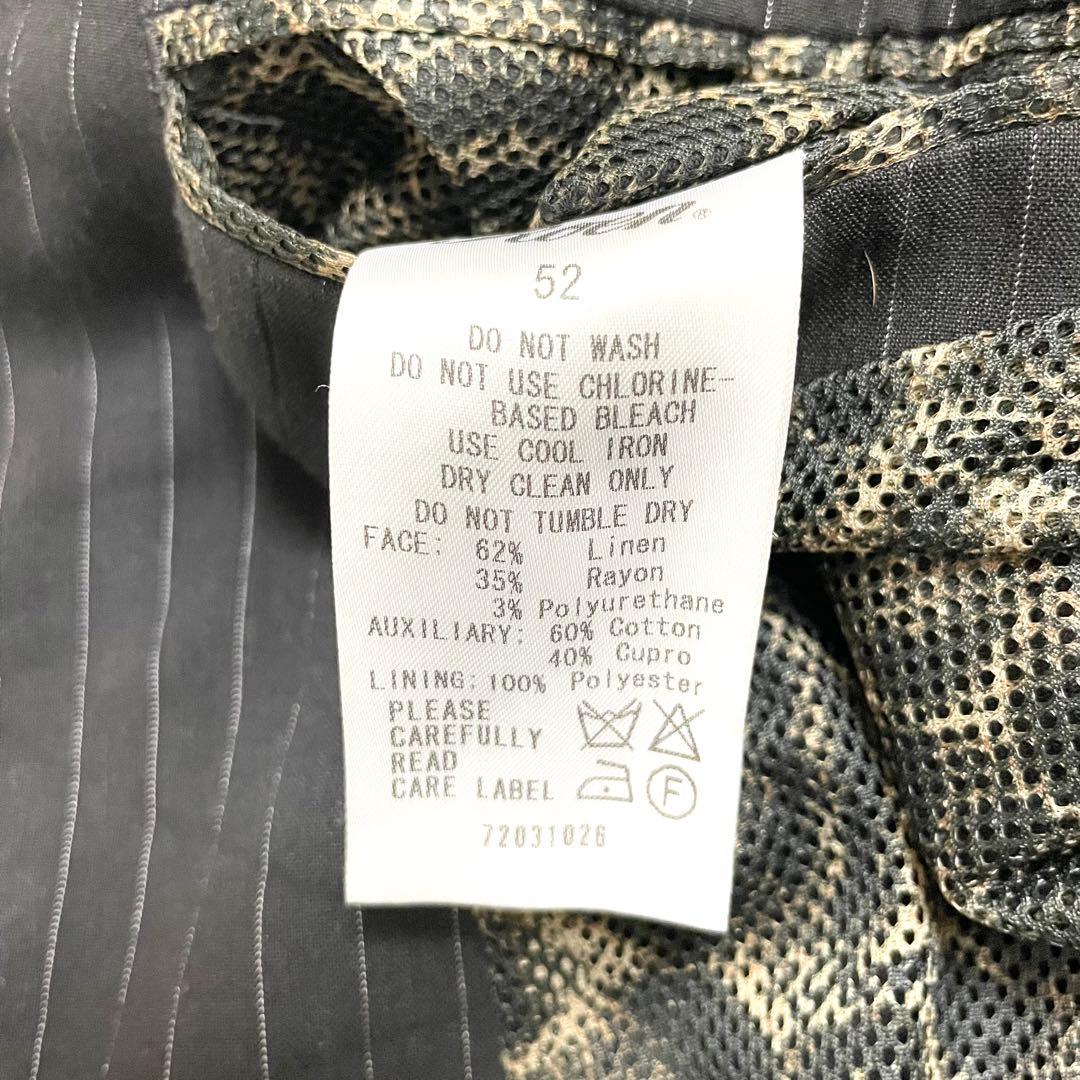 52
DO NOT WASH
DO NOT USE CHLORINE-
BASED BLEACH
USE COOL IRON
DRY CLEAN ONLY
DO NOT TUMBLE DRY
FACE: 62% Linen
35% Rayon
3% Polyurethane
AUXILIARY: 60% Cotton
40% Cupro
LINING: 100% Polyester
PLEASE
CAREFULLY
READ
CARE LABEL
F
72031026